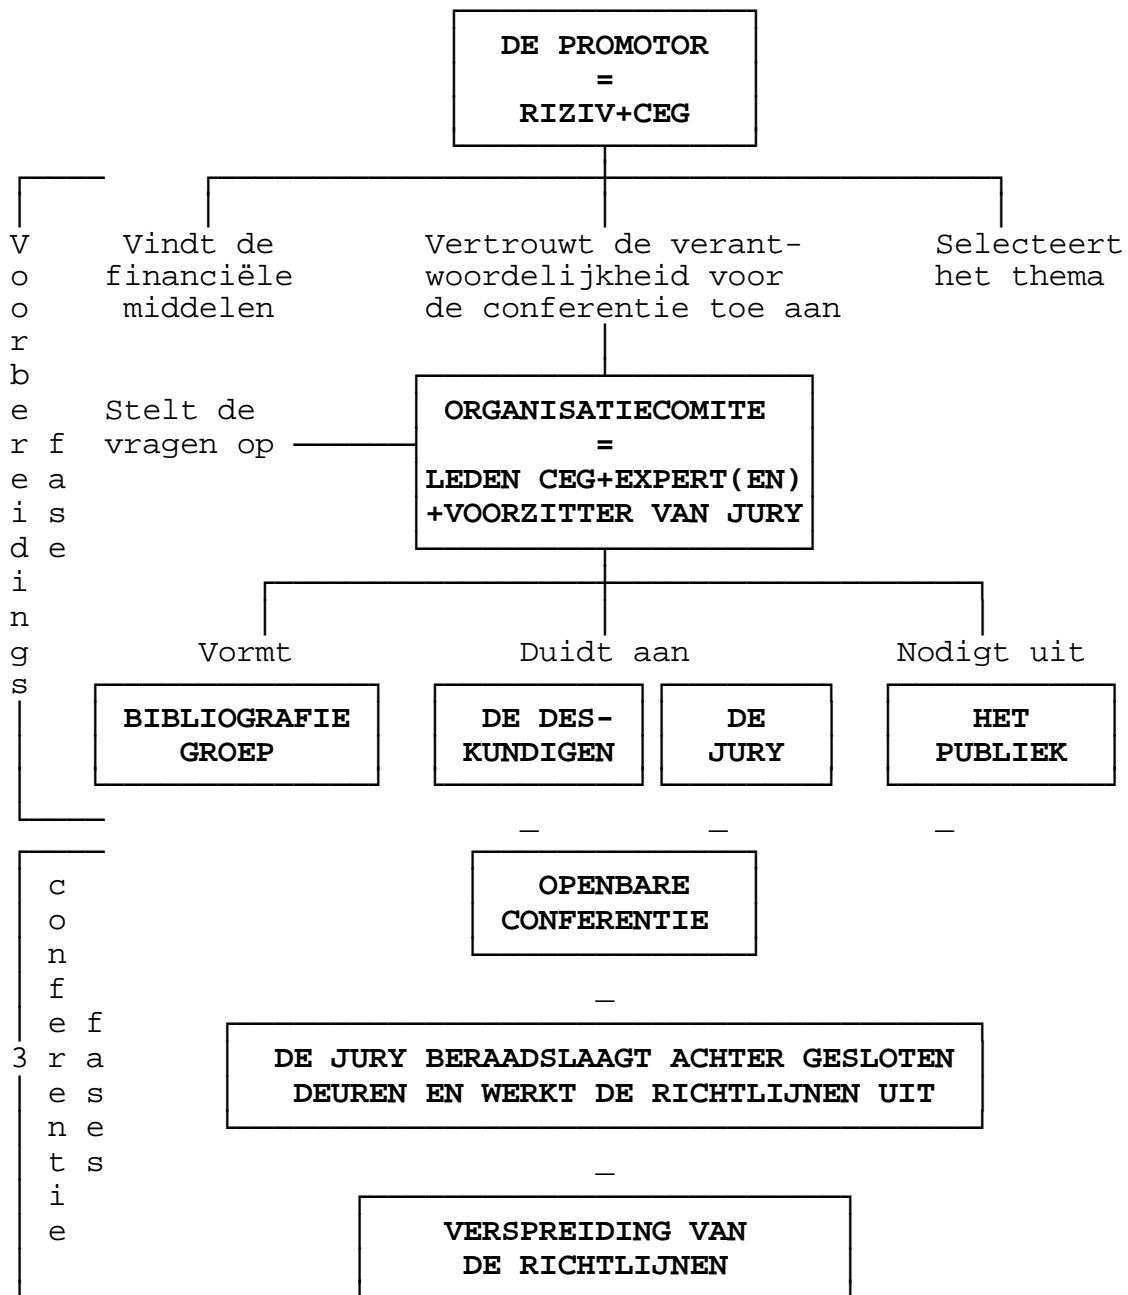 DE PROMOTOR
=
RIZIV+CEG
Voorbereidings
fase
Vindt de
financiële
middelen
Vertrouwt de verant-
woordelijkheid voor
de conferentie toe aan
Selecteert
het thema
Stelt de
vragen op
ORGANISATIECOMITE
=
LEDEN CEG+EXPERT(EN)
+VOORZITTER VAN JURY
Vormt
Duidt aan
Nodigt uit
BIBLIOGRAFIE
GROEP
DE DES-
KUNDIGEN
DE
JURY
HET
PUBLIEK
_ _ _
3
conferentie
fases
OPENBARE
CONFERENTIE
_
DE JURY BERAADSLAAGT ACHTER GESLOTEN
DEUREN EN WERKT DE RICHTLIJNEN UIT
_
VERSPREIDING VAN
DE RICHTLIJNEN